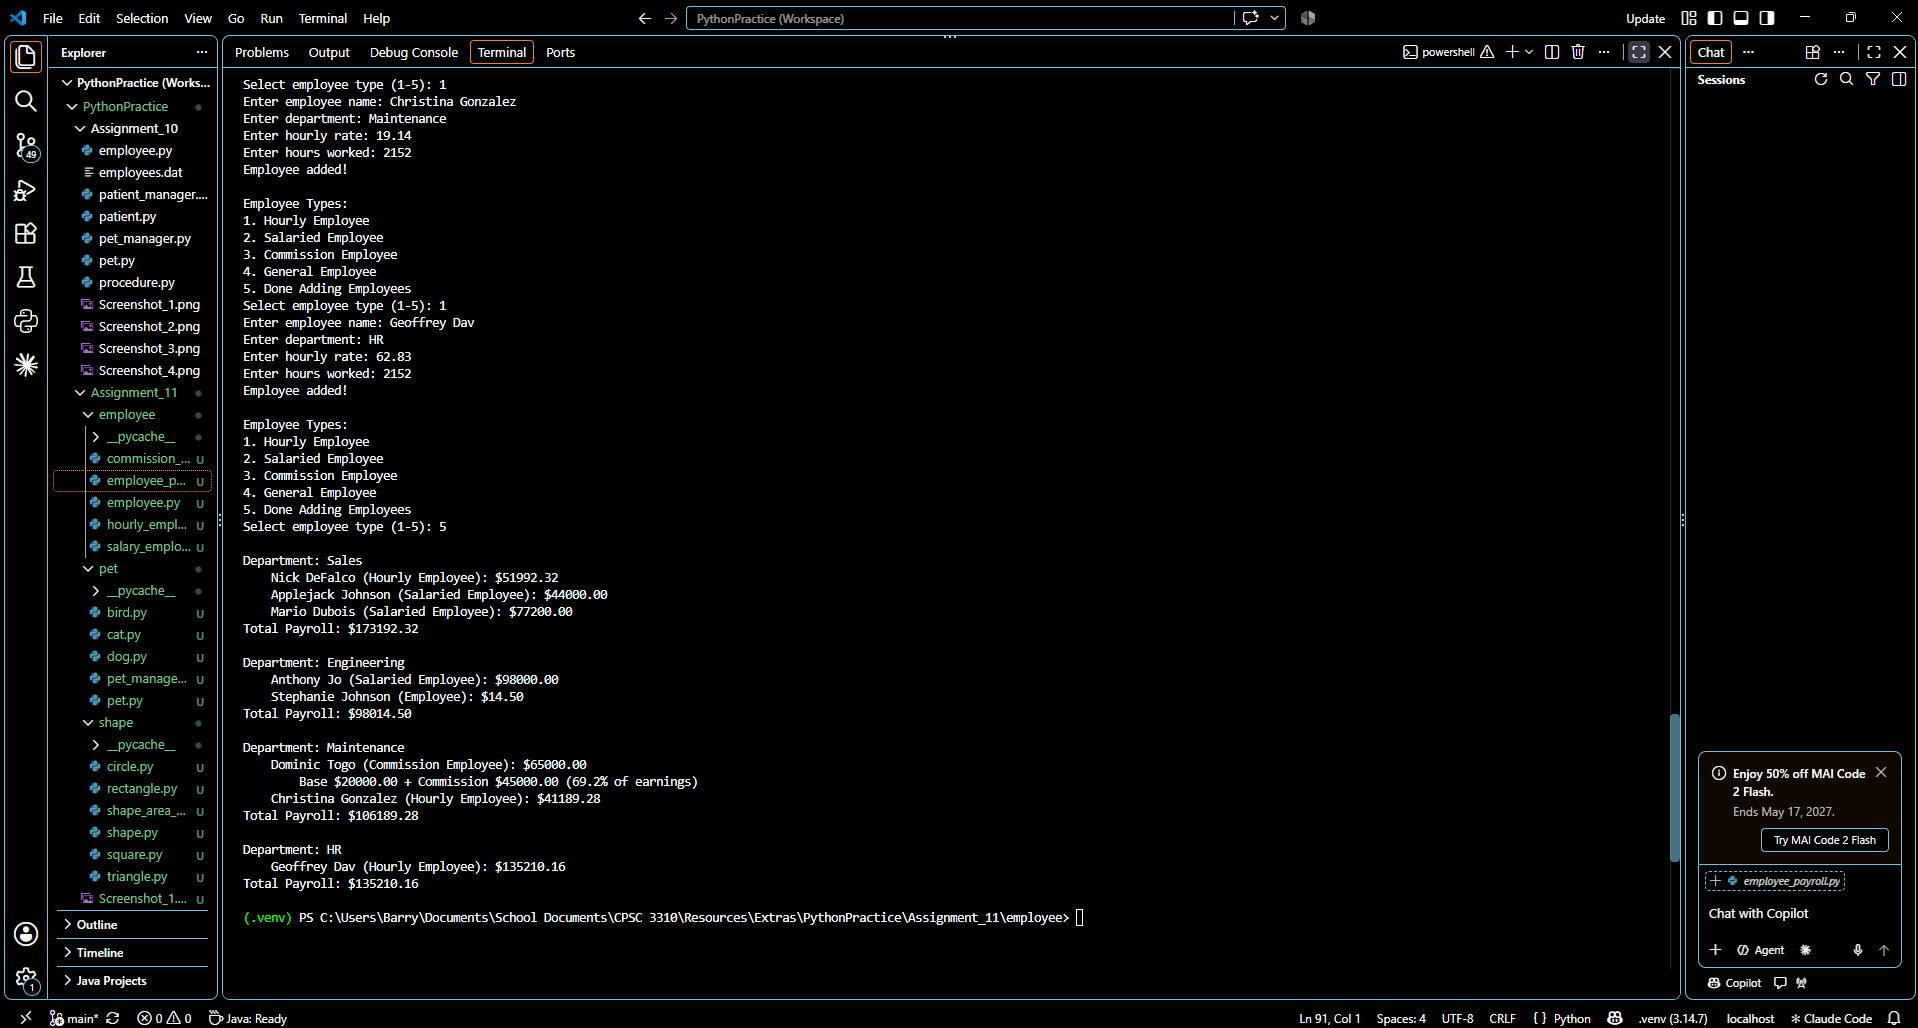 File Edit Selection View Go Run Terminal Help
PythonPractice (Workspace)
Update
Explorer
PythonPractice (Works...
PythonPractice
Assignment_10
employee.py
employees.dat
patient_manager....
patient.py
pet_manager.py
pet.py
procedure.py
Screenshot_1.png
Screenshot_2.png
Screenshot_3.png
Screenshot_4.png
Assignment_11
employee
__pycache__
commission_... U
employee_p... U
employee.py U
hourly_empl... U
salary_emplo... U
pet
__pycache__
bird.py U
cat.py U
dog.py U
pet_manage... U
pet.py U
shape
__pycache__
circle.py U
rectangle.py U
shape_area_... U
shape.py U
square.py U
triangle.py U
Screenshot_1.... U
Outline
Timeline
Java Projects
49
1
Problems Output Debug Console Terminal Ports
powershell
Select employee type (1-5): 1
Enter employee name: Christina Gonzalez
Enter department: Maintenance
Enter hourly rate: 19.14
Enter hours worked: 2152
Employee added!
Employee Types:
1. Hourly Employee
2. Salaried Employee
3. Commission Employee
4. General Employee
5. Done Adding Employees
Select employee type (1-5): 1
Enter employee name: Geoffrey Dav
Enter department: HR
Enter hourly rate: 62.83
Enter hours worked: 2152
Employee added!
Employee Types:
1. Hourly Employee
2. Salaried Employee
3. Commission Employee
4. General Employee
5. Done Adding Employees
Select employee type (1-5): 5
Department: Sales
Nick DeFalco (Hourly Employee): $51992.32
Applejack Johnson (Salaried Employee): $44000.00
Mario Dubois (Salaried Employee): $77200.00
Total Payroll: $173192.32
Department: Engineering
Anthony Jo (Salaried Employee): $98000.00
Stephanie Johnson (Employee): $14.50
Total Payroll: $98014.50
Department: Maintenance
Dominic Togo (Commission Employee): $65000.00
Base $20000.00 + Commission $45000.00 (69.2% of earnings)
Christina Gonzalez (Hourly Employee): $41189.28
Total Payroll: $106189.28
Department: HR
Geoffrey Dav (Hourly Employee): $135210.16
Total Payroll: $135210.16
(.venv) PS C:\Users\Barry\Documents\School Documents\CPSC 3310\Resources\Extras\PythonPractice\Assignment_11\employee>
Chat
Sessions
Enjoy 50% off MAI Code
2 Flash.
Ends May 17, 2027.
Try MAI Code 2 Flash
employee_payroll.py
Chat with Copilot
Agent
Copilot
main* 0 0 Java: Ready
Ln 91, Col 1 Spaces: 4 UTF-8 CRLF { } Python .venv (3.14.7) localhost Claude Code